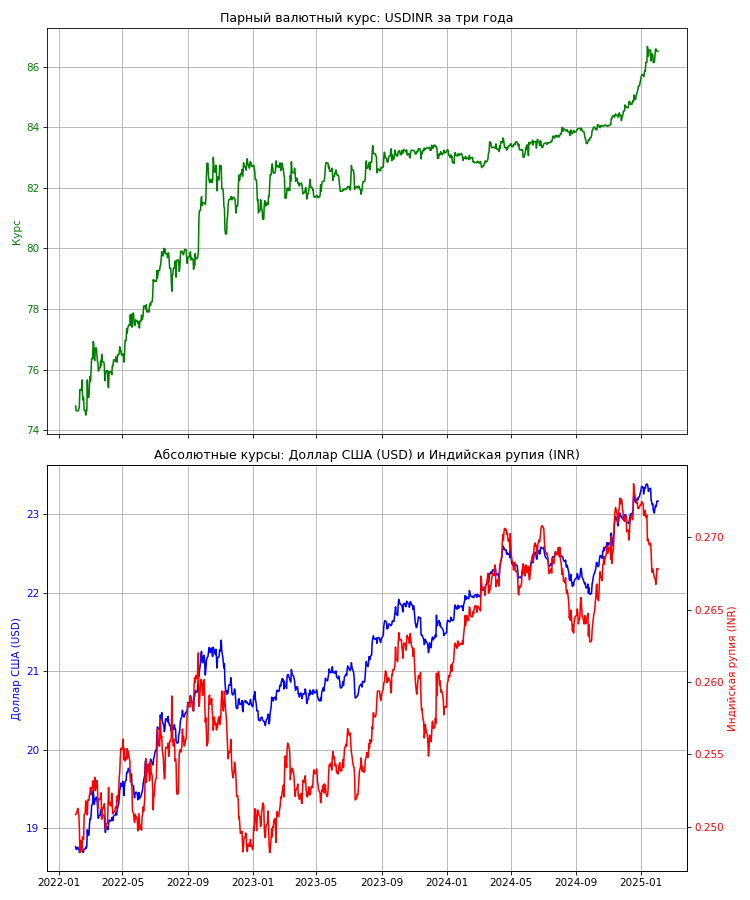 Парный валютный курс: USDINR за три года
86
84
82
80
78
76
74
Курс
Абсолютные курсы: Доллар США (USD) и Индийская рупия (INR)
23
22
21
20
19
Доллар США (USD)
0.270
0.265
0.260
0.255
0.250
Индийская рупия (INR)
2022-01 2022-05 2022-09 2023-01 2023-05 2023-09 2024-01 2024-05 2024-09 2025-01